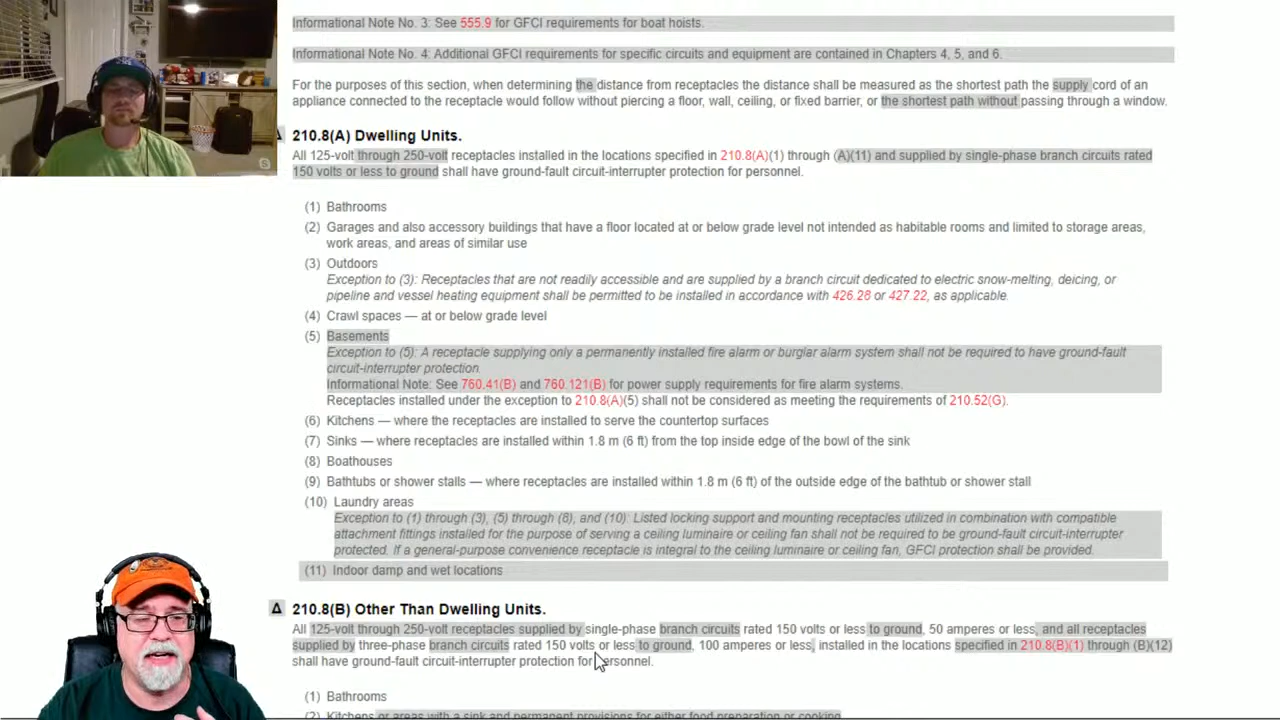 Informational Note No. 3: See 555.9 for GFCI requirements for boat hoists.
Informational Note No. 4: Additional GFCI requirements for specific circuits and equipment are contained in Chapters 4, 5, and 6.
For the purposes of this section, when determining the distance from receptacles the distance shall be measured as the shortest path the supply cord of an
appliance connected to the receptacle would follow without piercing a floor, wall, ceiling, or fixed barrier, or the shortest path without passing through a window.
210.8(A) Dwelling Units.
All 125-volt through 250-volt receptacles installed in the locations specified in 210.8(A)(1) through (A)(11) and supplied by single-phase branch circuits rated
150 volts or less to ground shall have ground-fault circuit-interrupter protection for personnel.
(1) Bathrooms
(2) Garages and also accessory buildings that have a floor located at or below grade level not intended as habitable rooms and limited to storage areas,
work areas, and areas of similar use
(3) Outdoors
Exception to (3): Receptacles that are not readily accessible and are supplied by a branch circuit dedicated to electric snow-melting, deicing, or
pipeline and vessel heating equipment shall be permitted to be installed in accordance with 426.28 or 427.22, as applicable.
(4) Crawl spaces — at or below grade level
(5) Basements
Exception to (5): A receptacle supplying only a permanently installed fire alarm or burglar alarm system shall not be required to have ground-fault
circuit-interrupter protection.
Informational Note: See 760.41(B) and 760.121(B) for power supply requirements for fire alarm systems.
Receptacles installed under the exception to 210.8(A)(5) shall not be considered as meeting the requirements of 210.52(G).
(6) Kitchens — where the receptacles are installed to serve the countertop surfaces
(7) Sinks — where receptacles are installed within 1.8 m (6 ft) from the top inside edge of the bowl of the sink
(8) Boathouses
(9) Bathtubs or shower stalls — where receptacles are installed within 1.8 m (6 ft) of the outside edge of the bathtub or shower stall
(10) Laundry areas
Exception to (1) through (3), (5) through (8), and (10): Listed locking support and mounting receptacles utilized in combination with compatible
attachment fittings installed for the purpose of serving a ceiling luminaire or ceiling fan shall not be required to be ground-fault circuit-interrupter
protected. If a general-purpose convenience receptacle is integral to the ceiling luminaire or ceiling fan, GFCI protection shall be provided.
(11) Indoor damp and wet locations
Δ 210.8(B) Other Than Dwelling Units.
All 125-volt through 250-volt receptacles supplied by single-phase branch circuits rated 150 volts or less to ground, 50 amperes or less, and all receptacles
supplied by three-phase branch circuits rated 150 volts or less to ground, 100 amperes or less, installed in the locations specified in 210.8(B)(1) through (B)(12)
shall have ground-fault circuit-interrupter protection for personnel.
(1) Bathrooms
(2) Kitchens or areas with a sink and permanent provisions for either food preparation or cooking